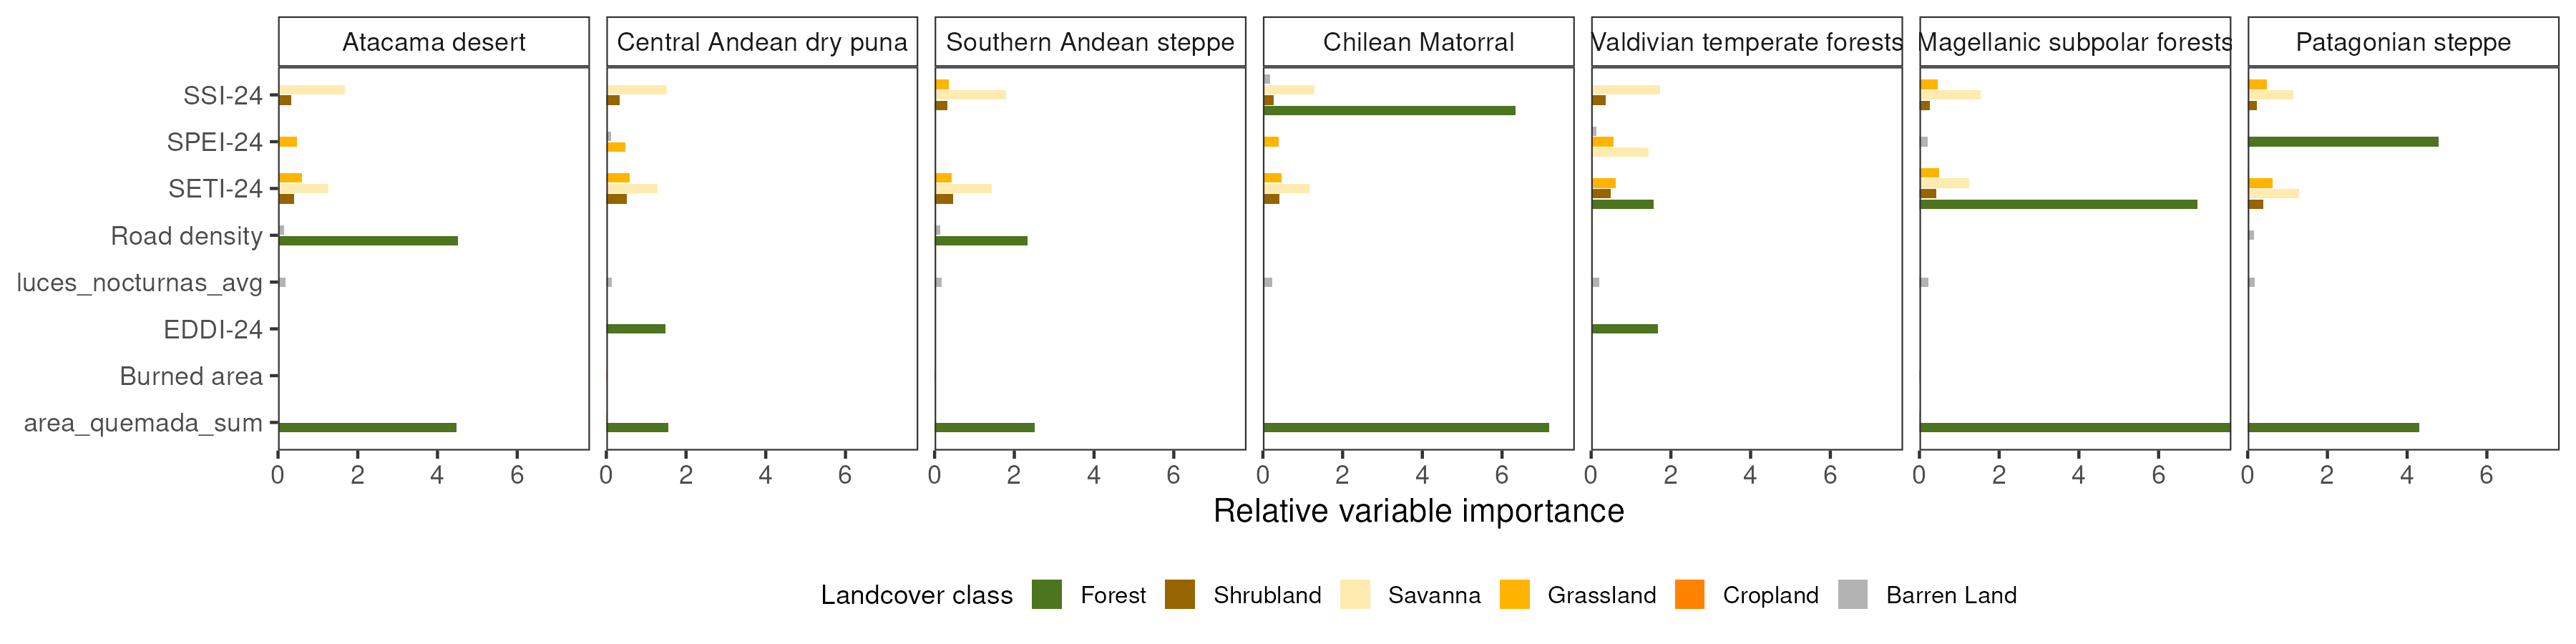 Atacama desert
Central Andean dry puna
Southern Andean steppe
Chilean Matorral
Valdivian temperate forests
Magellanic subpolar forests
Patagonian steppe
SSI-24
SPEI-24
SETI-24
Road density
luces_nocturnas_avg
EDDI-24
Burned area
area_quemada_sum
0 2 4 6
0 2 4 6
0 2 4 6
0 2 4 6
0 2 4 6
0 2 4 6
0 2 4 6
Relative variable importance
Landcover class Forest Shrubland Savanna Grassland Cropland Barren Land